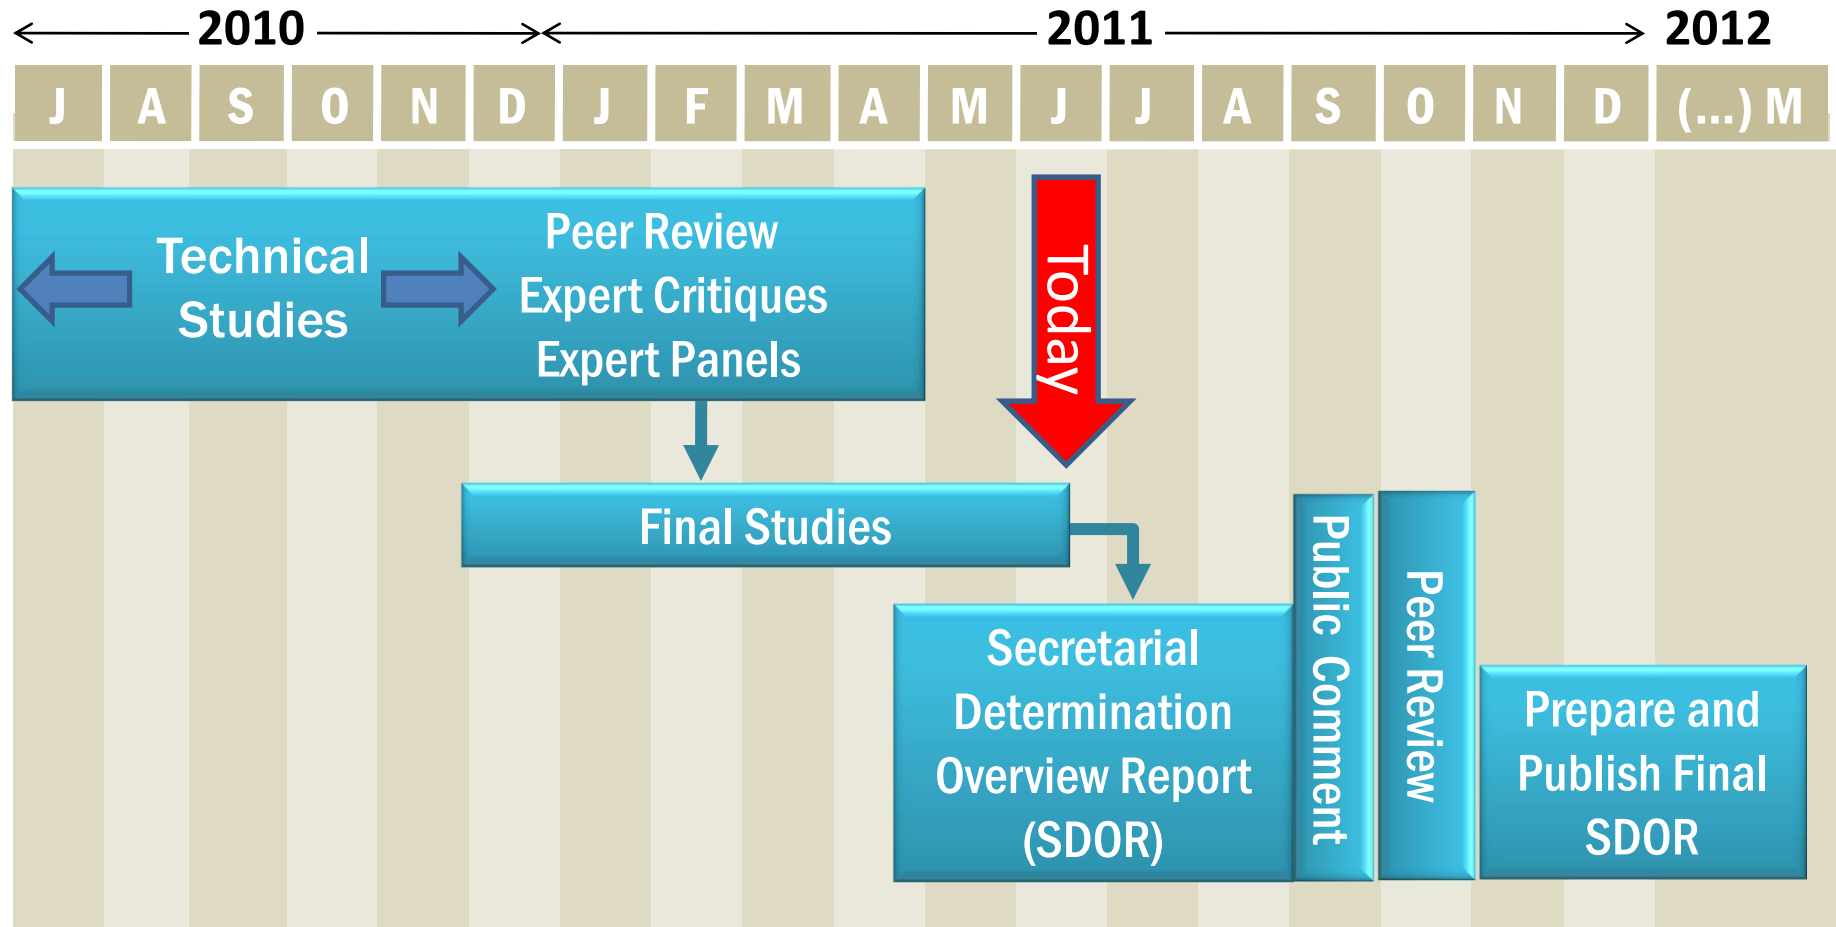 2010 2011 2012
J A S O N D J F M A M J J A S O N D (...) M
Technical
Studies
Peer Review
Expert Critiques
Expert Panels
Today
Final Studies
Secretarial
Determination
Overview Report
(SDOR)
Public Comment
Peer Review
Prepare and
Publish Final
SDOR